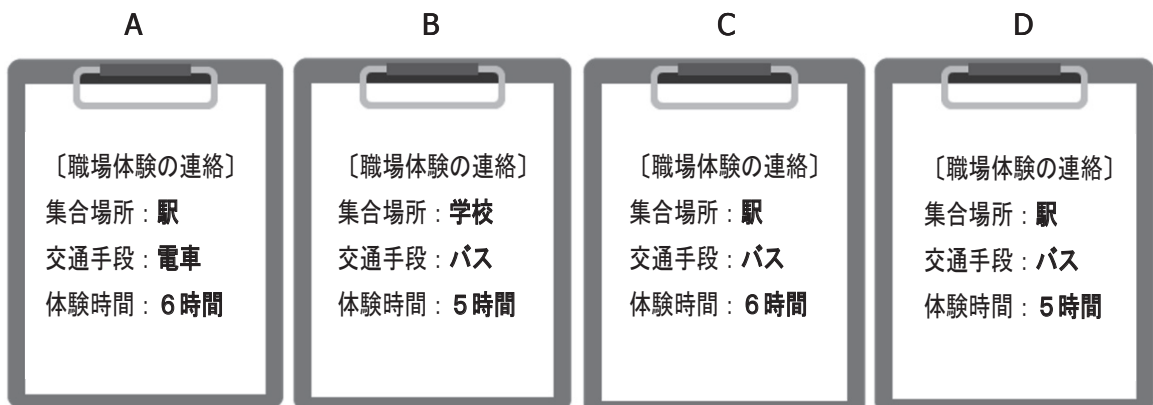 A
B
C
D
〔職場体験の連絡〕
集合場所：駅
交通手段：電車
体験時間：６時間
〔職場体験の連絡〕
集合場所：学校
交通手段：バス
体験時間：５時間
〔職場体験の連絡〕
集合場所：駅
交通手段：バス
体験時間：６時間
〔職場体験の連絡〕
集合場所：駅
交通手段：バス
体験時間：５時間